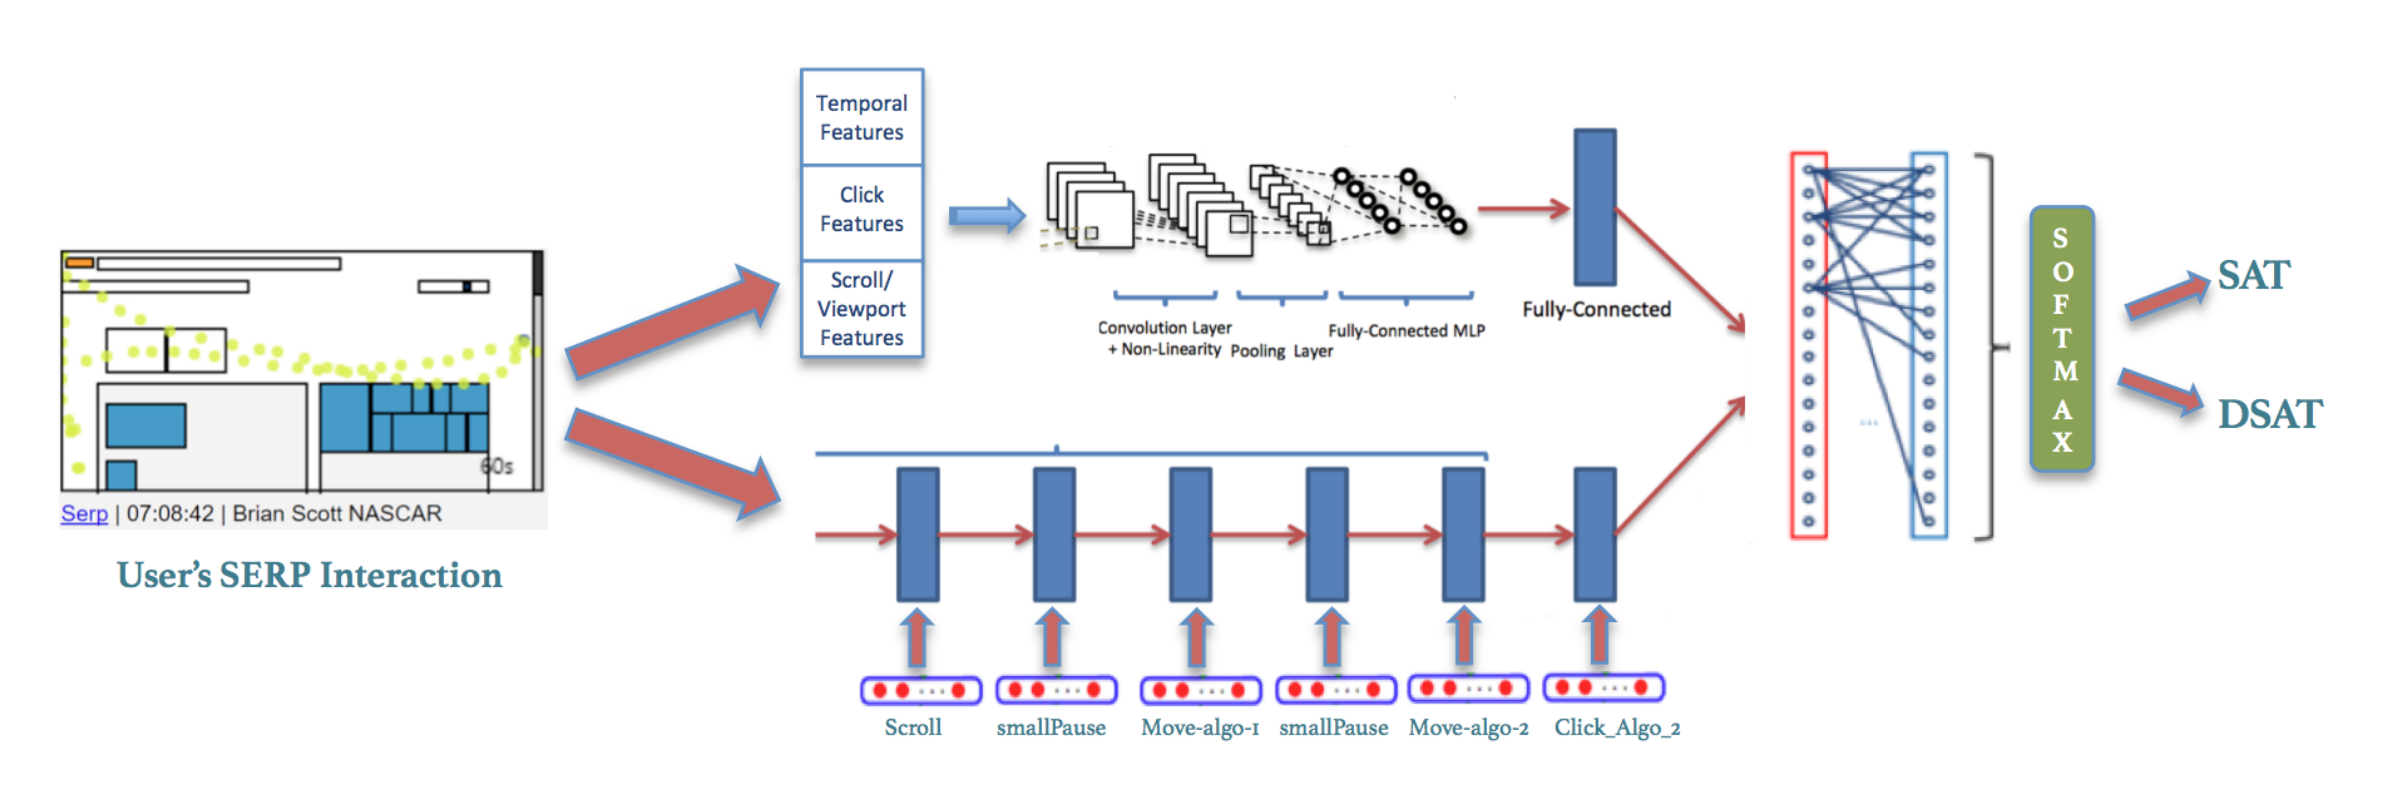 Temporal
Features
Click
Features
Scroll/
Viewport
Features
Convolution Layer
+ Non-Linearity
Pooling Layer
Fully-Connected MLP
Fully-Connected
60s
Serp | 07:08:42 | Brian Scott NASCAR
User's SERP Interaction
Scroll
smallPause
Move-algo-1
smallPause
Move-algo-2
Click_Algo_2
...
SOFTMAX
SAT
DSAT